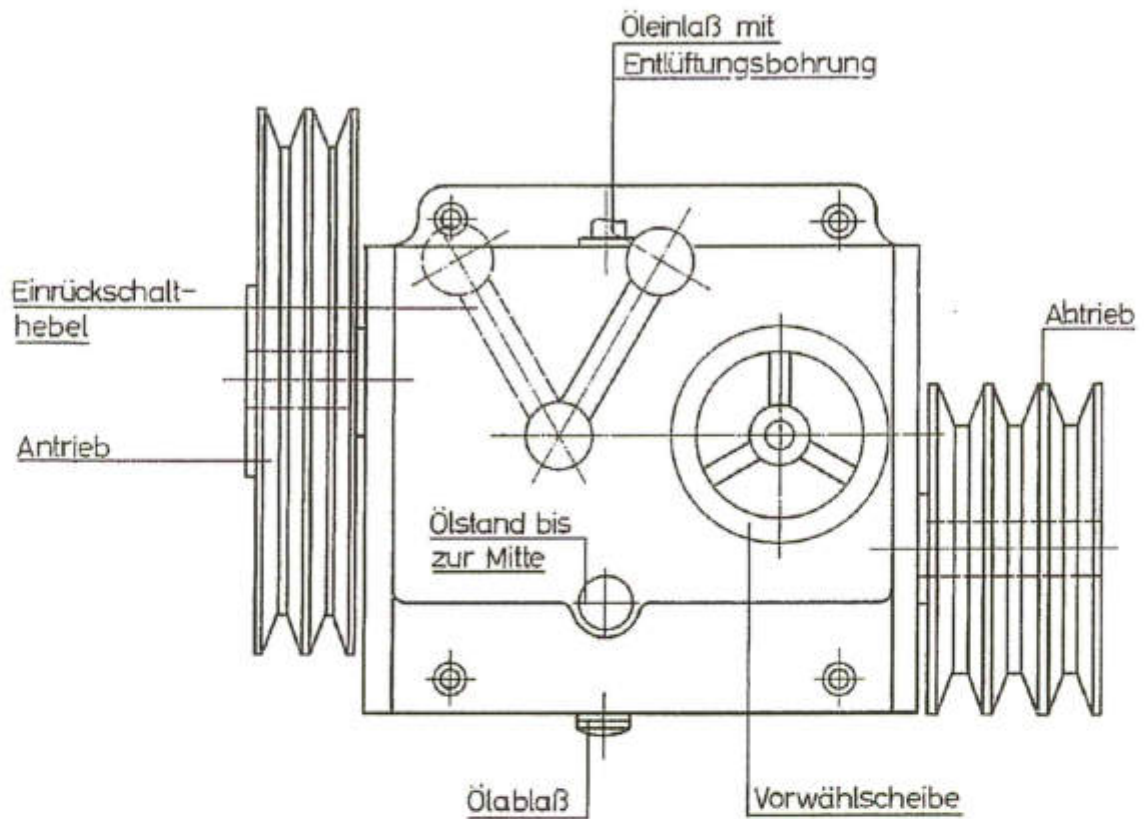 Öleinlaß mit
Entlüftungsbohrung
Einrückschalt-
hebel
Abtrieb
Antrieb
Ölstand bis
zur Mitte
Ölablaß
Vorwählscheibe